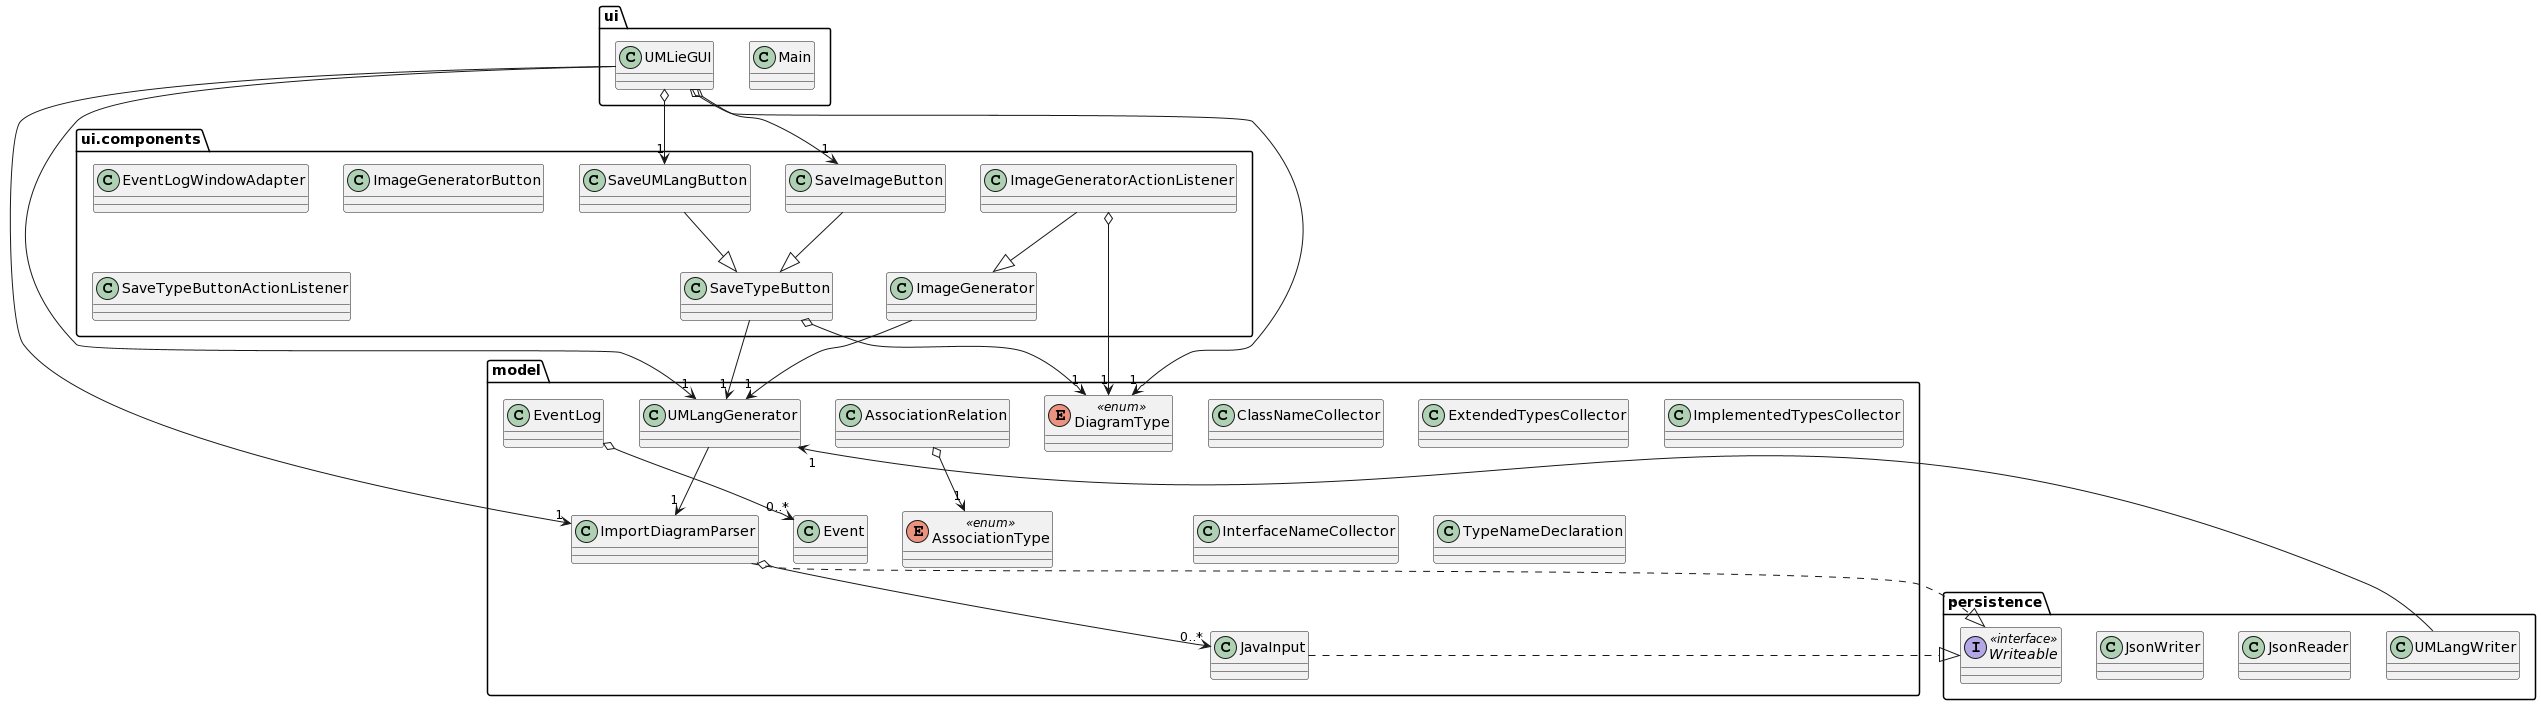 ui
C UMLieGUI
C Main
ui.components
1
1
C EventLogWindowAdapter
C ImageGeneratorButton
C SaveUMLangButton
C SaveImageButton
C ImageGeneratorActionListener
C SaveTypeButtonActionListener
C SaveTypeButton
C ImageGenerator
model
1
1
1
1
1
1
C EventLog
C UMLangGenerator
C AssociationRelation
E «enum»
DiagramType
C ClassNameCollector
C ExtendedTypesCollector
C ImplementedTypesCollector
1
1
1
0..*
1
C ImportDiagramParser
C Event
E «enum»
AssociationType
C InterfaceNameCollector
C TypeNameDeclaration
persistence
0..*
C JavaInput
I «interface»
Writeable
C JsonWriter
C JsonReader
C UMLangWriter